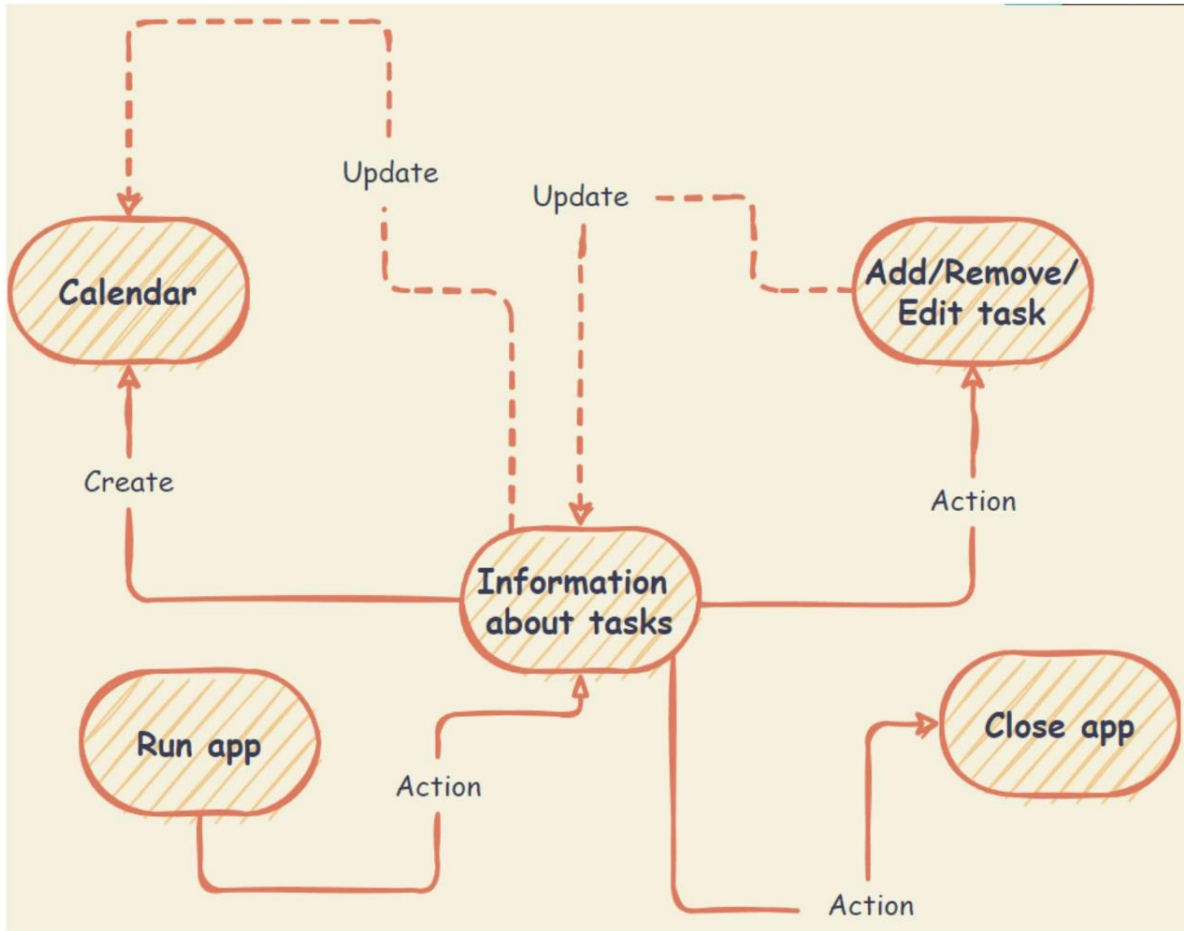 Update
Update
Calendar
Add/Remove/
Edit task
Create
Action
Information
about tasks
Run app
Close app
Action
Action